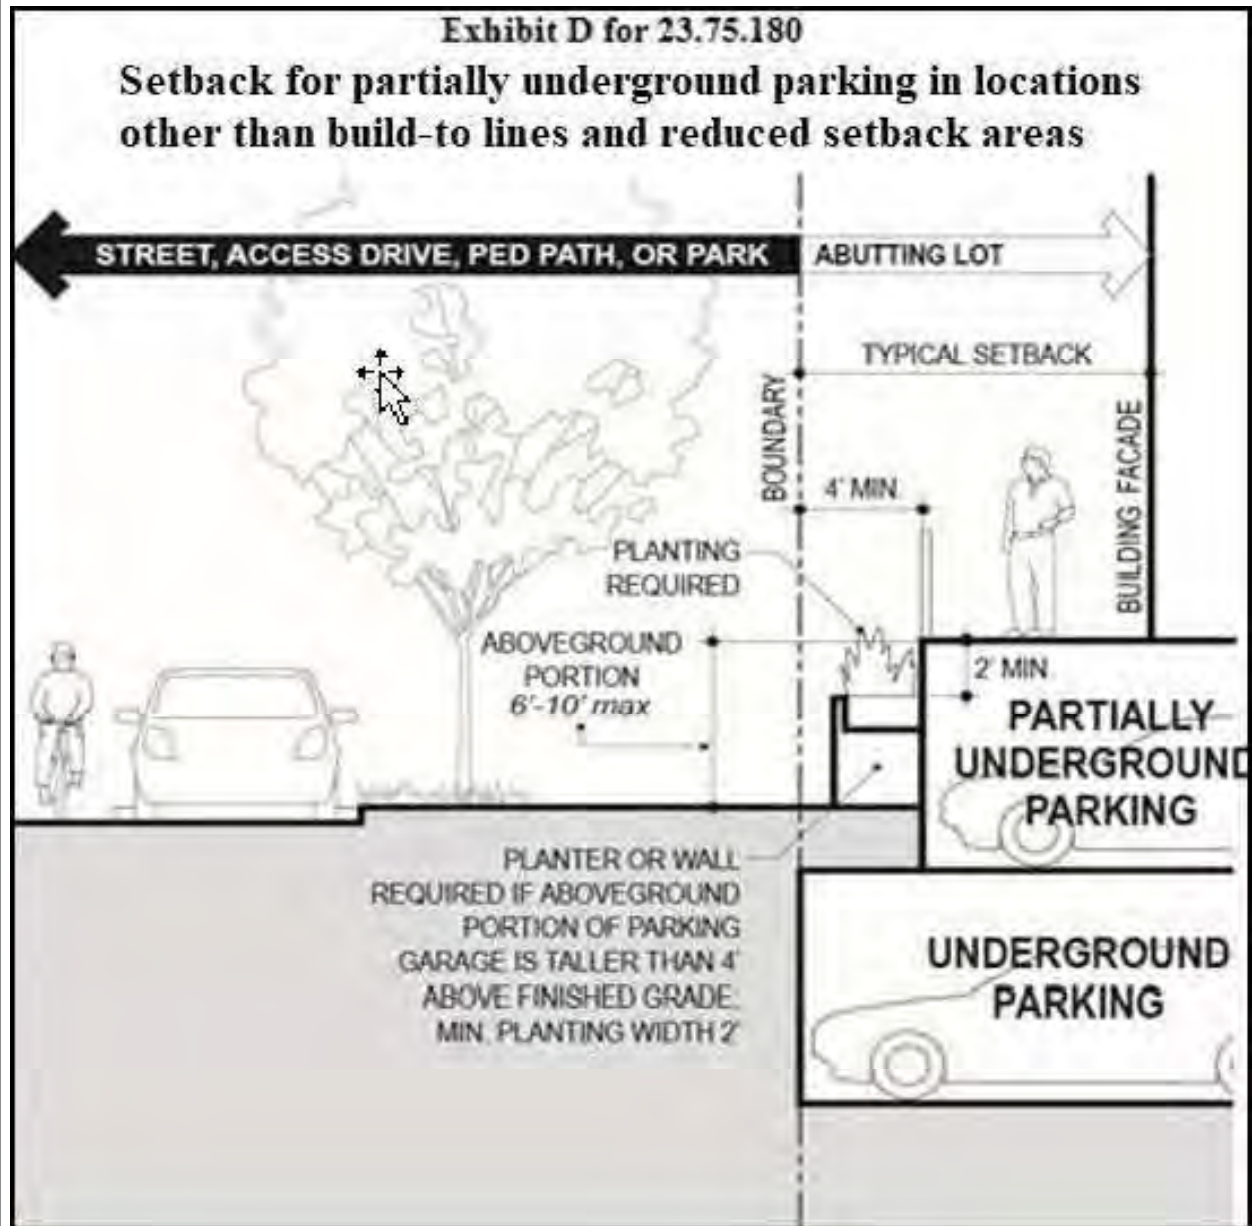 Exhibit D for 23.75.180
Setback for partially underground parking in locations
other than build-to lines and reduced setback areas
STREET, ACCESS DRIVE, PED PATH, OR PARK
ABUTTING LOT
TYPICAL SETBACK
BOUNDARY
BUILDING FACADE
4' MIN.
PLANTING
REQUIRED
ABOVEGROUND
PORTION
6'-10' max
2' MIN.
PARTIALLY
UNDERGROUND
PARKING
PLANTER OR WALL
REQUIRED IF ABOVEGROUND
PORTION OF PARKING
GARAGE IS TALLER THAN 4'
ABOVE FINISHED GRADE.
MIN. PLANTING WIDTH 2'
UNDERGROUND
PARKING